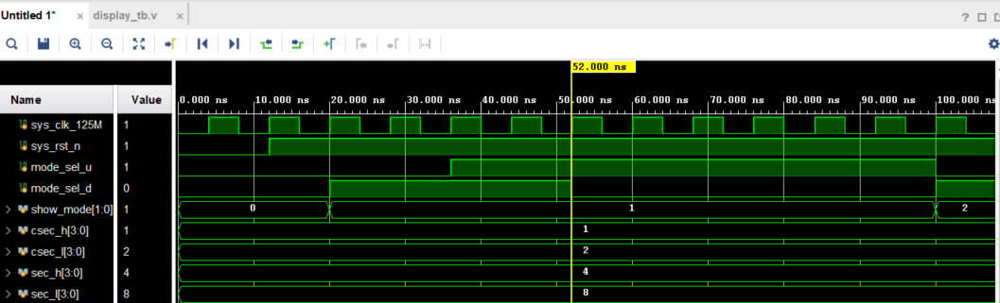 Untitled 1* × display_tb.v ×
?
52.000 ns
Name Value 0.000 ns 10.000 ns 20.000 ns 30.000 ns 40.000 ns 50.000 ns 60.000 ns 70.000 ns 80.000 ns 90.000 ns 100.000 ns
sys_clk_125M 1
sys_rst_n 1
mode_sel_u 1
mode_sel_d 0
show_mode[1:0] 1 0 1 2
csec_h[3:0] 1 1
csec_l[3:0] 2 2
sec_h[3:0] 4 4
sec_l[3:0] 8 8